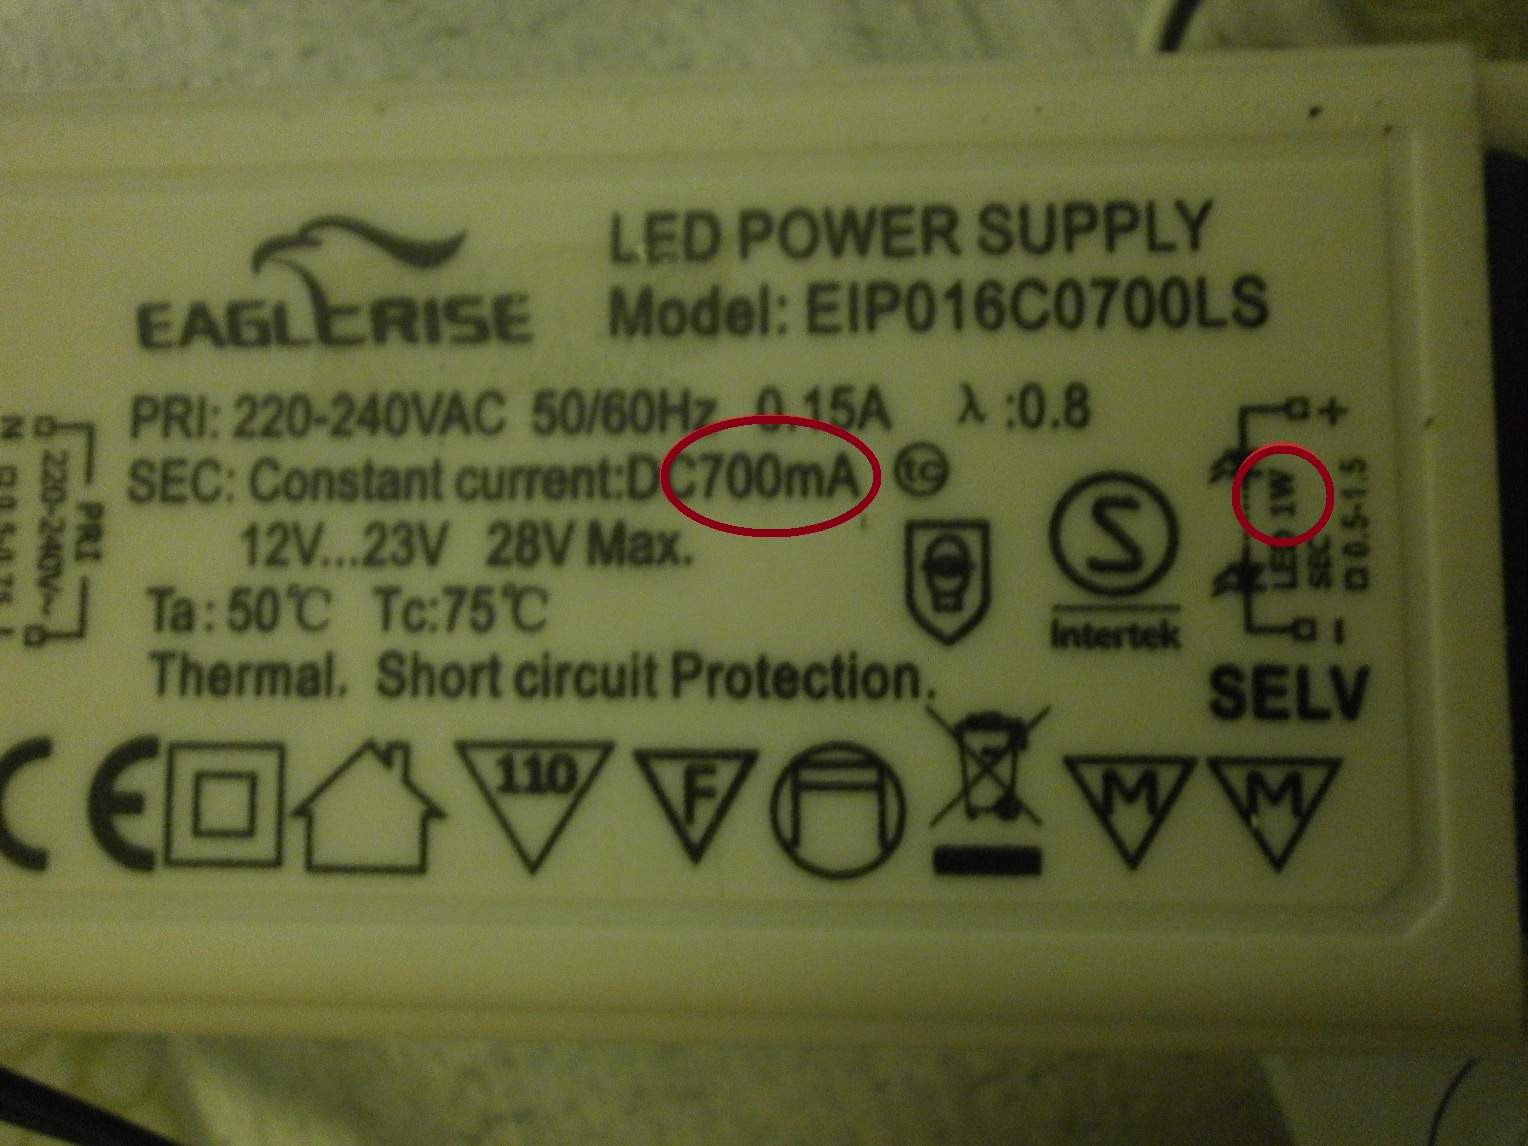 EAGLERISE
LED POWER SUPPLY
Model: EIP016C0700LS
PRI: 220-240VAC 50/60Hz 0.15A λ :0.8
SEC: Constant current:DC700mA tc
12V...23V 28V Max.
Ta: 50℃ Tc:75℃
Thermal. Short circuit Protection.
N
220-240V~
PRI
L
S
Intertek
+
LED 1W
SEC
0.5-1.5
−
SELV
CE
110
F
M
M